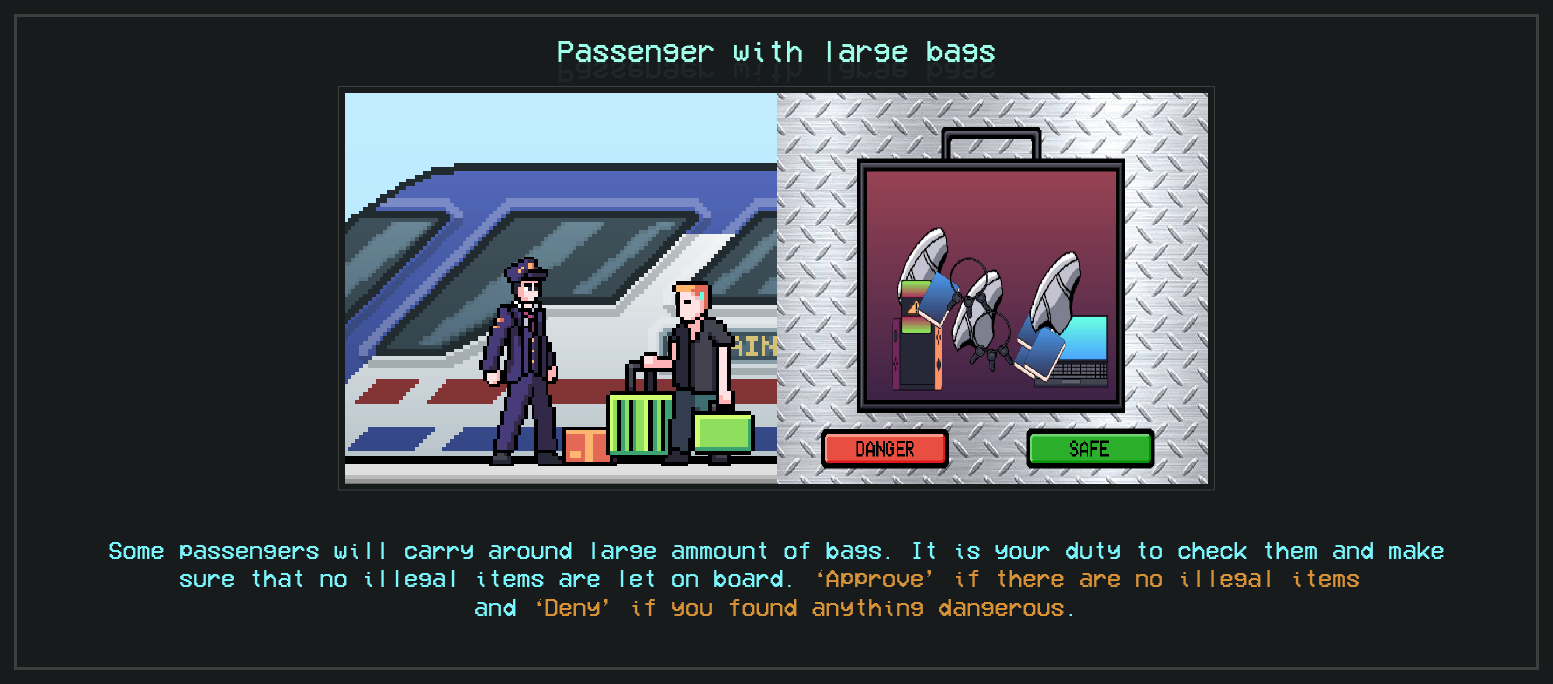 Passenger with large bags
AIN
DANGER
SAFE
Some passengers will carry around large ammount of bags. It is your duty to check them and make
sure that no illegal items are let on board. ‘Approve’ if there are no illegal items
and ‘Deny’ if you found anything dangerous.